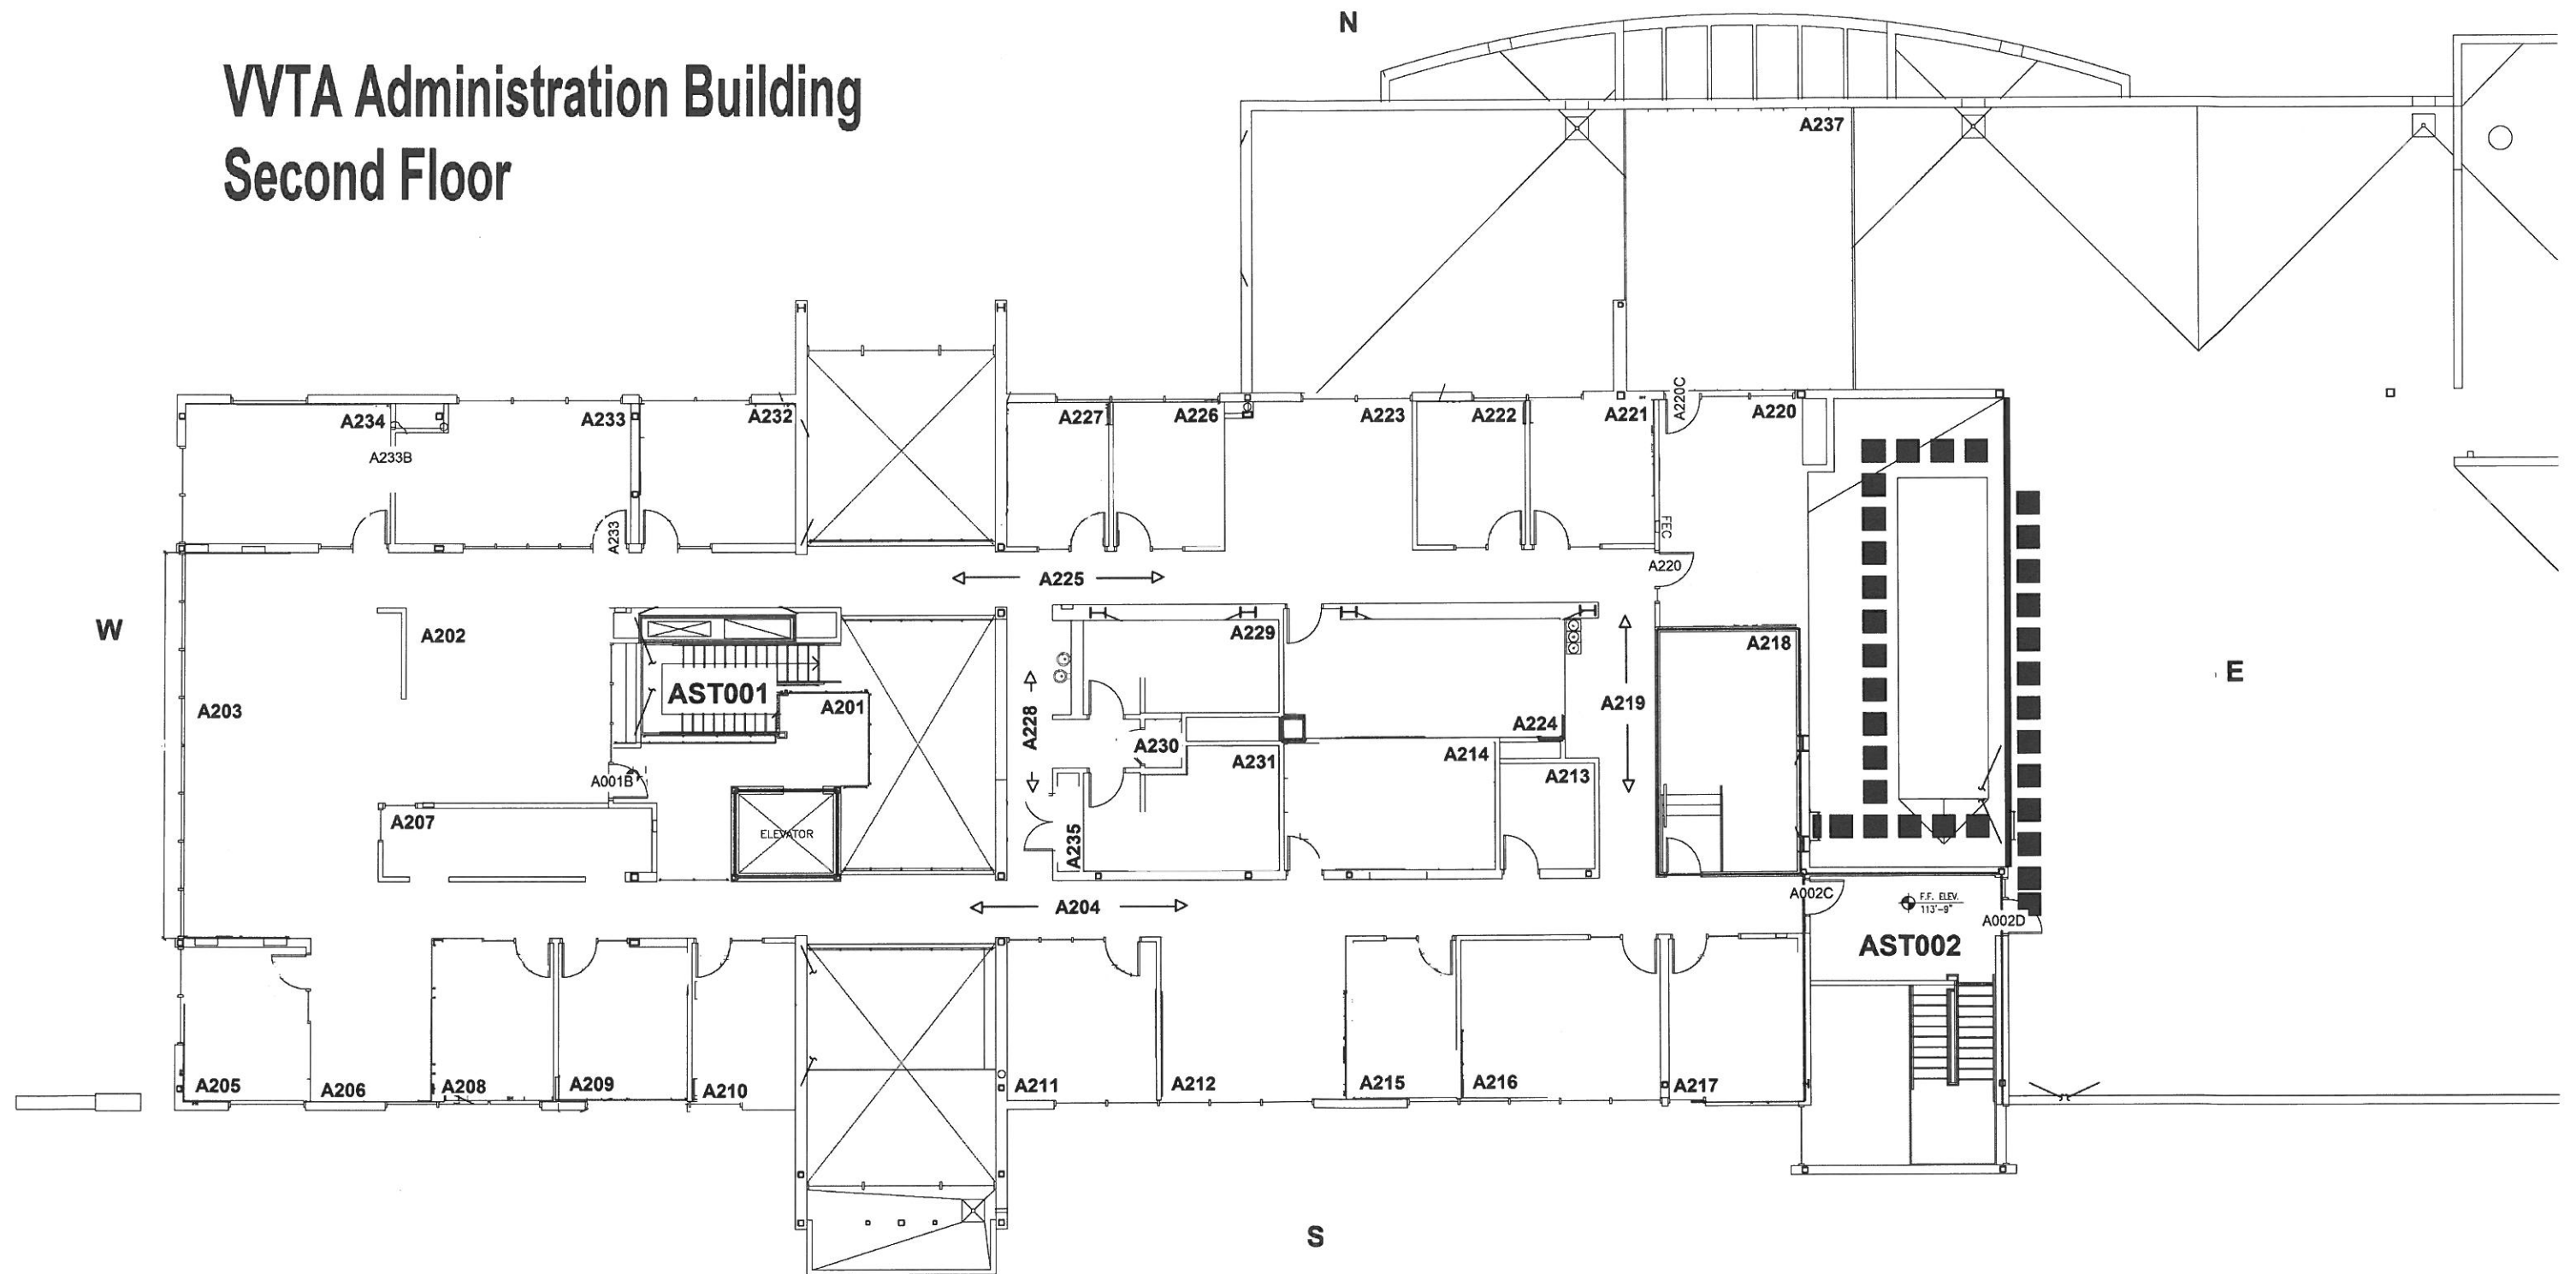 N
VVTA Administration Building
Second Floor
A237
A234
A233
A232
A227
A226
A223
A222
A221
A220C
A220
A233B
A233
FEC
A220
A225
W
A202
A229
A218
E
AST001
A201
A203
A228
A230
A224
A219
A001B
A231
A214
A213
A207
ELEVATOR
A235
A204
A002C
F.F. ELEV.
113'-9"
A002D
AST002
A205
A206
A208
A209
A210
A211
A212
A215
A216
A217
S